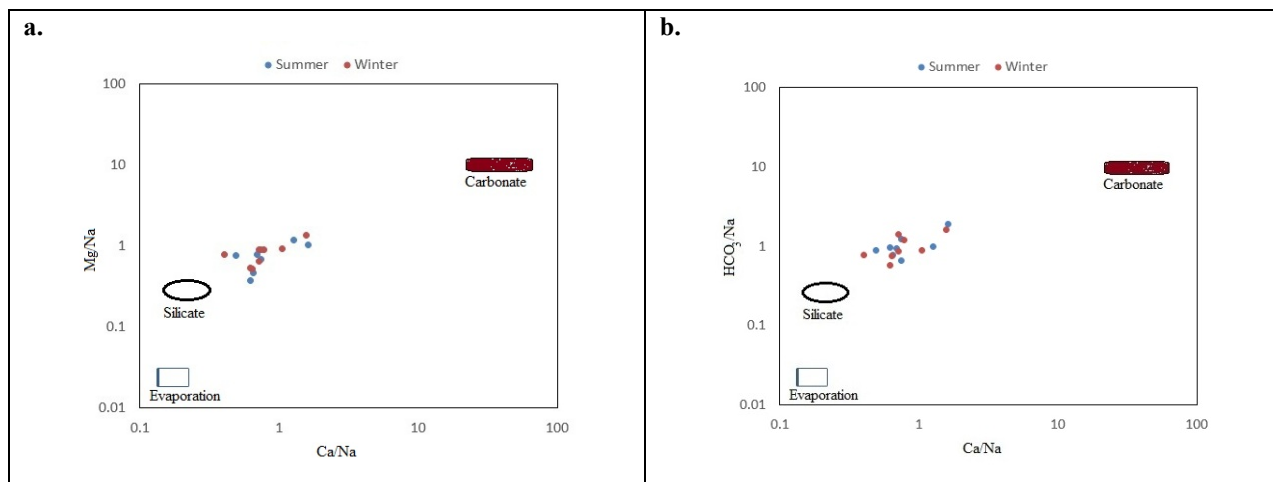 a.
Summer Winter
100
10
1
0.1
0.01
0.1 1 10 100
Mg/Na
Ca/Na
Carbonate
Silicate
Evaporation
b.
Summer Winter
100
10
1
0.1
0.01
0.1 1 10 100
HCO3/Na
Ca/Na
Carbonate
Silicate
Evaporation